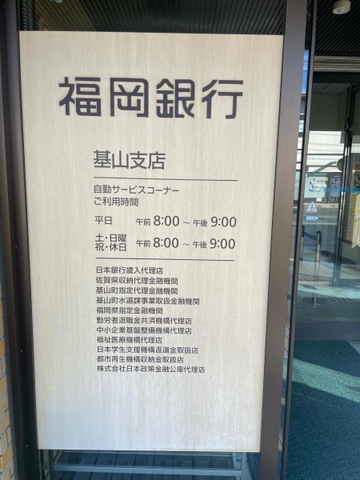 福岡銀行
基山支店
自動サービスコーナー
ご利用時間
平日 午前8:00～午後9:00
土・日曜
祝・休日 午前8:00～午後9:00
日本銀行歳入代理店
佐賀県収納代理金融機関
基山町指定代理金融機関
基山町水道課事業取扱金融機関
福岡県指定金融機関
勤労者退職金共済機構代理店
中小企業基盤整備機構代理店
福祉医療機構代理店
日本学生支援機構返還金取扱店
都市再生機構収納金取扱店
株式会社日本政策金融公庫代理店